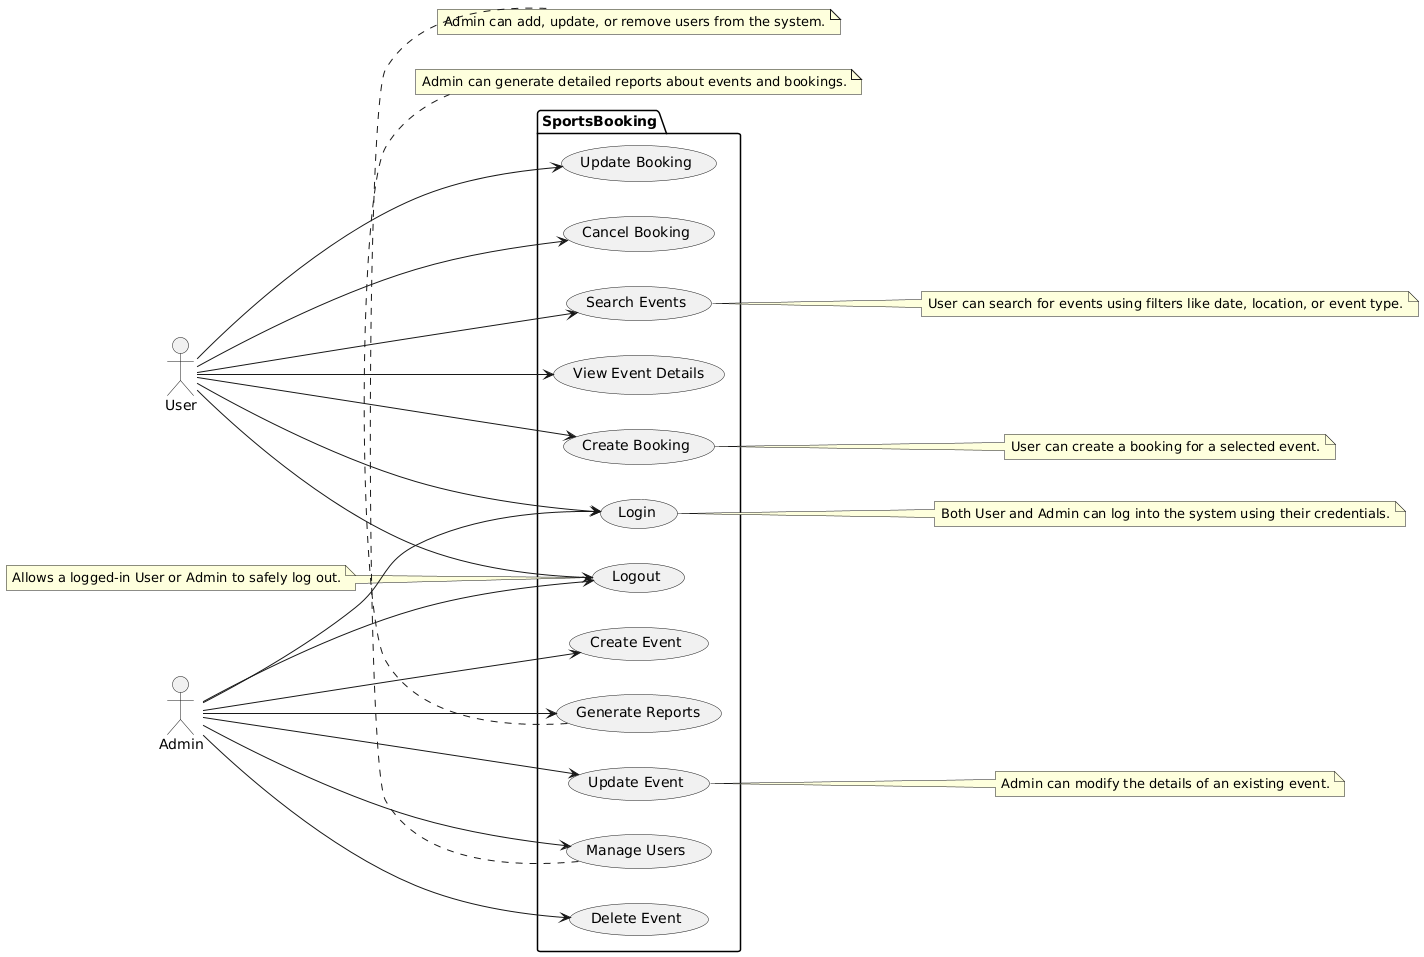 Admin can add, update, or remove users from the system.
Admin can generate detailed reports about events and bookings.
SportsBooking
Update Booking
Cancel Booking
Search Events
User can search for events using filters like date, location, or event type.
View Event Details
User
Create Booking
User can create a booking for a selected event.
Login
Both User and Admin can log into the system using their credentials.
Allows a logged-in User or Admin to safely log out.
Logout
Create Event
Generate Reports
Admin
Update Event
Admin can modify the details of an existing event.
Manage Users
Delete Event